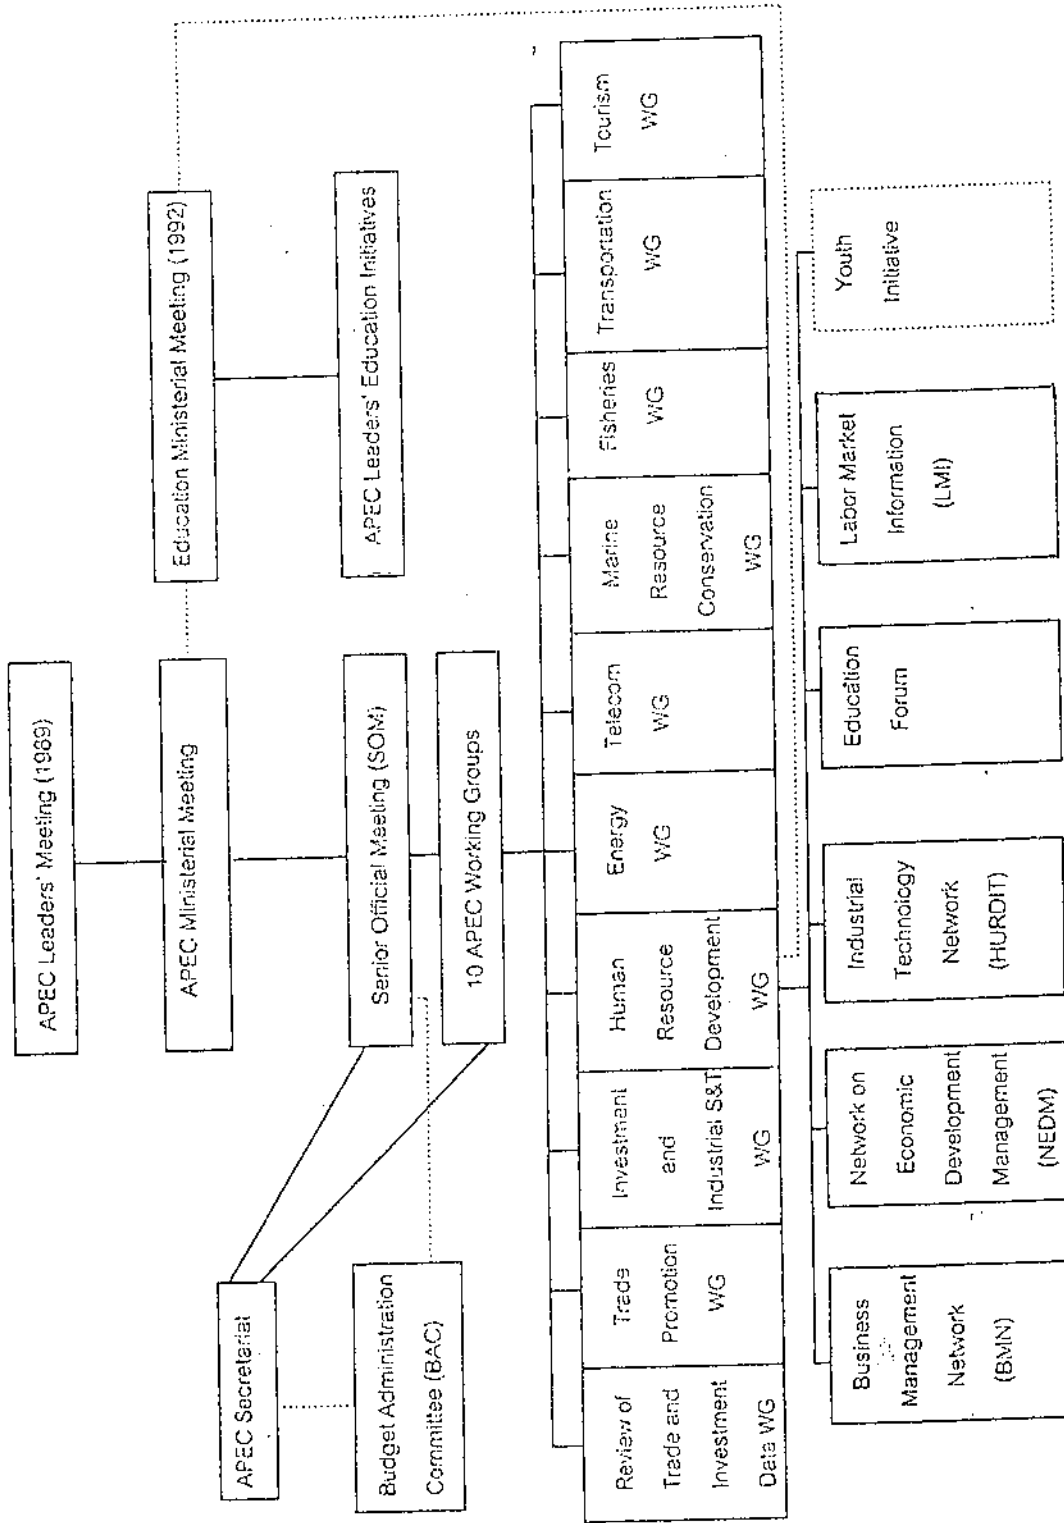 APEC Leaders' Meeting (1989)
APEC Ministerial Meeting
Education Ministerial Meeting (1992)
APEC Secretariat
Senior Official Meeting (SOM)
APEC Leaders' Education Initiatives
Budget Administration
Committee (BAC)
10 APEC Working Groups
Review of
Trade and
Investment
Data WG
Trade
Promotion
WG
Investment
and
Industrial S&T
WG
Human
Resource
Development
WG
Energy
WG
Telecom
WG
Marine
Resource
Conservation
WG
Fisheries
WG
Transportation
WG
Tourism
WG
Business
Management
Network
(BMN)
Network on
Economic
Development
Management
(NEDM)
Industrial
Technology
Network
(HURDIT)
Education
Forum
Labor Market
Information
(LMI)
Youth
Initiative